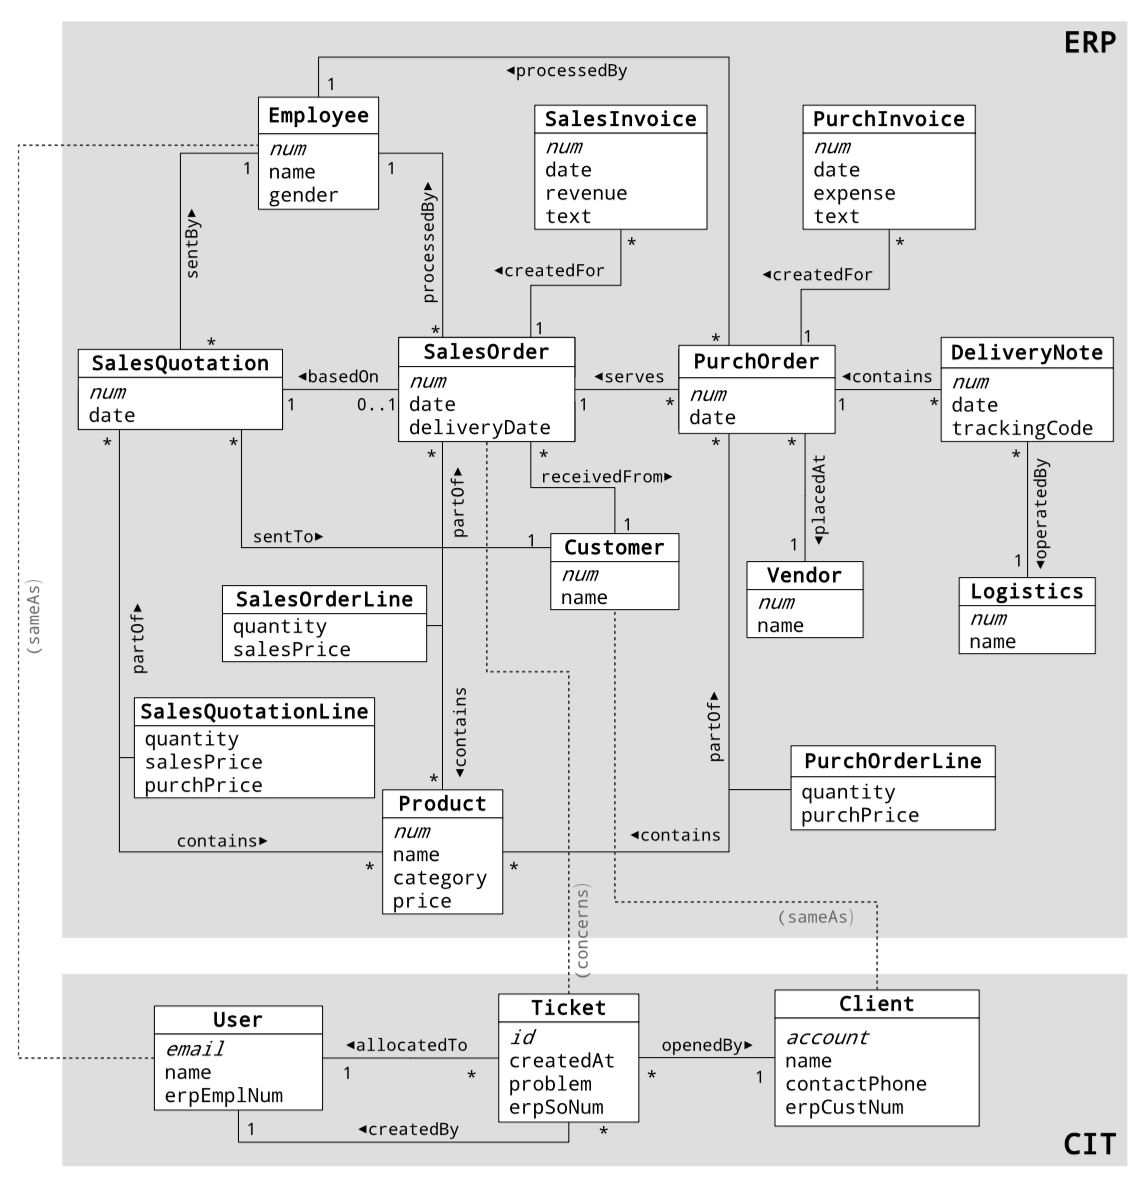 ERP
◄processedBy
1
Employee
num
name
gender
1
1
sentBy►
processedBy►
SalesInvoice
num
date
revenue
text
*
◄createdFor
1
PurchInvoice
num
date
expense
text
*
◄createdFor
1
*
*
*
SalesQuotation
num
date
◄basedOn
1
0..1
SalesOrder
num
date
deliveryDate
◄serves
1
*
PurchOrder
num
date
◄contains
1
*
DeliveryNote
num
date
trackingCode
*
*
*
*
*
*
*
partOf►
receivedFrom►
1
◄placedAt
1
◄operatedBy
1
sentTo►
1
Customer
num
name
Vendor
num
name
Logistics
num
name
(sameAs)
SalesOrderLine
quantity
salesPrice
partOf►
SalesQuotationLine
quantity
salesPrice
purchPrice
◄contains
*
partOf►
PurchOrderLine
quantity
purchPrice
Product
num
name
category
price
contains►
*
◄contains
*
(concerns)
(sameAs)
User
email
name
erpEmplNum
◄allocatedTo
1
*
Ticket
id
createdAt
problem
erpSoNum
openedBy►
*
1
Client
account
name
contactPhone
erpCustNum
1
◄createdBy
*
CIT